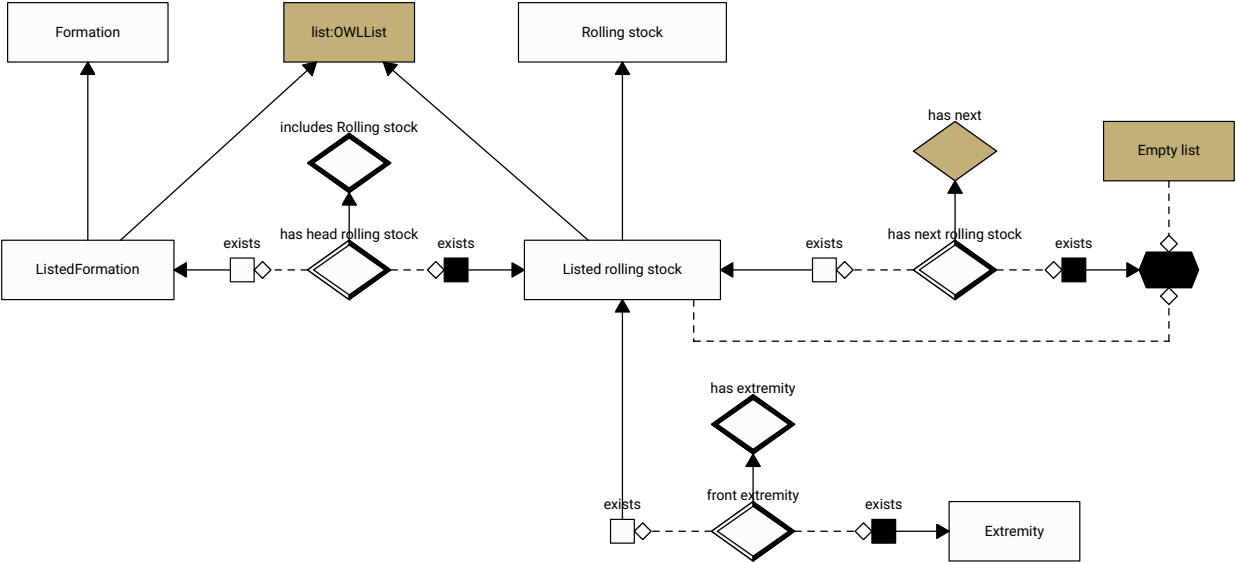 Formation
list:OWLList
Rolling stock
has next
includes Rolling stock
Empty list
exists
has head rolling stock
exists
exists
has next rolling stock
exists
ListedFormation
Listed rolling stock
has extremity
exists
front extremity
exists
Extremity